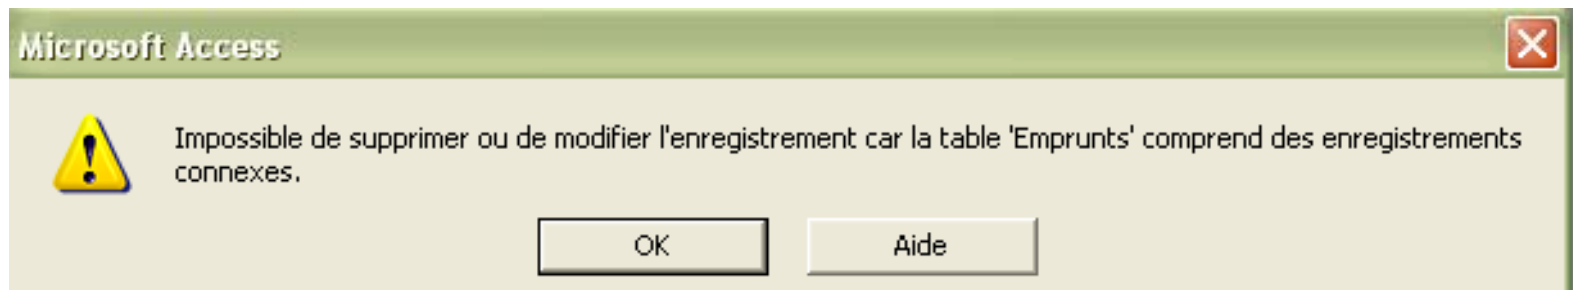 Microsoft Access
Impossible de supprimer ou de modifier l'enregistrement car la table 'Emprunts' comprend des enregistrements
connexes.
OK
Aide